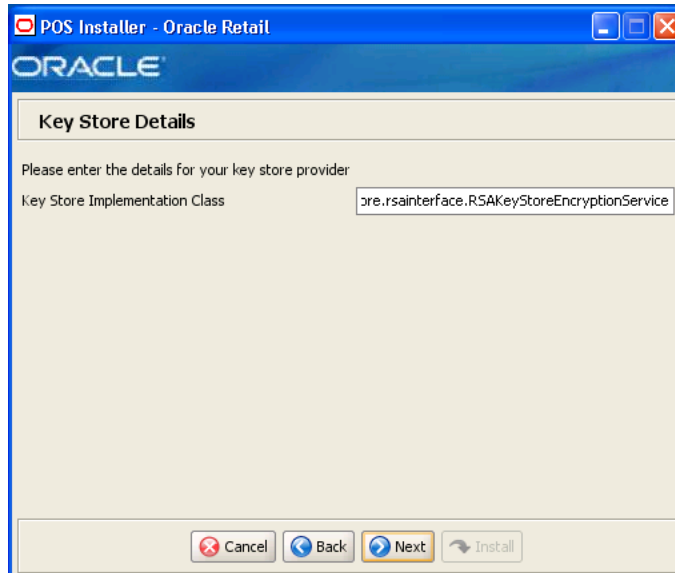 POS Installer - Oracle Retail
ORACLE
Key Store Details
Please enter the details for your key store provider
Key Store Implementation Class
ore.rsainterface.RSAKeyStoreEncryptionService
Cancel
Back
Next
Install